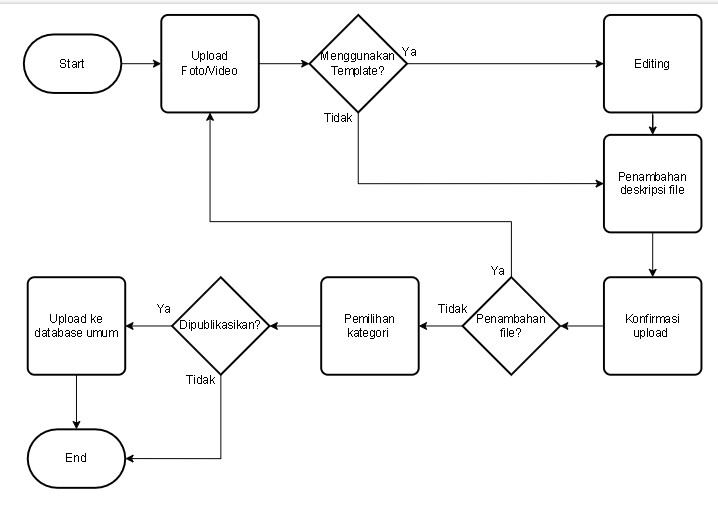 Start
Upload
Foto/Video
Menggunakan
Template?
Ya
Editing
Tidak
Penambahan
deskripsi file
Ya
Konfirmasi
upload
Penambahan
file?
Tidak
Pemilihan
kategori
Dipublikasikan?
Ya
Upload ke
database umum
Tidak
End